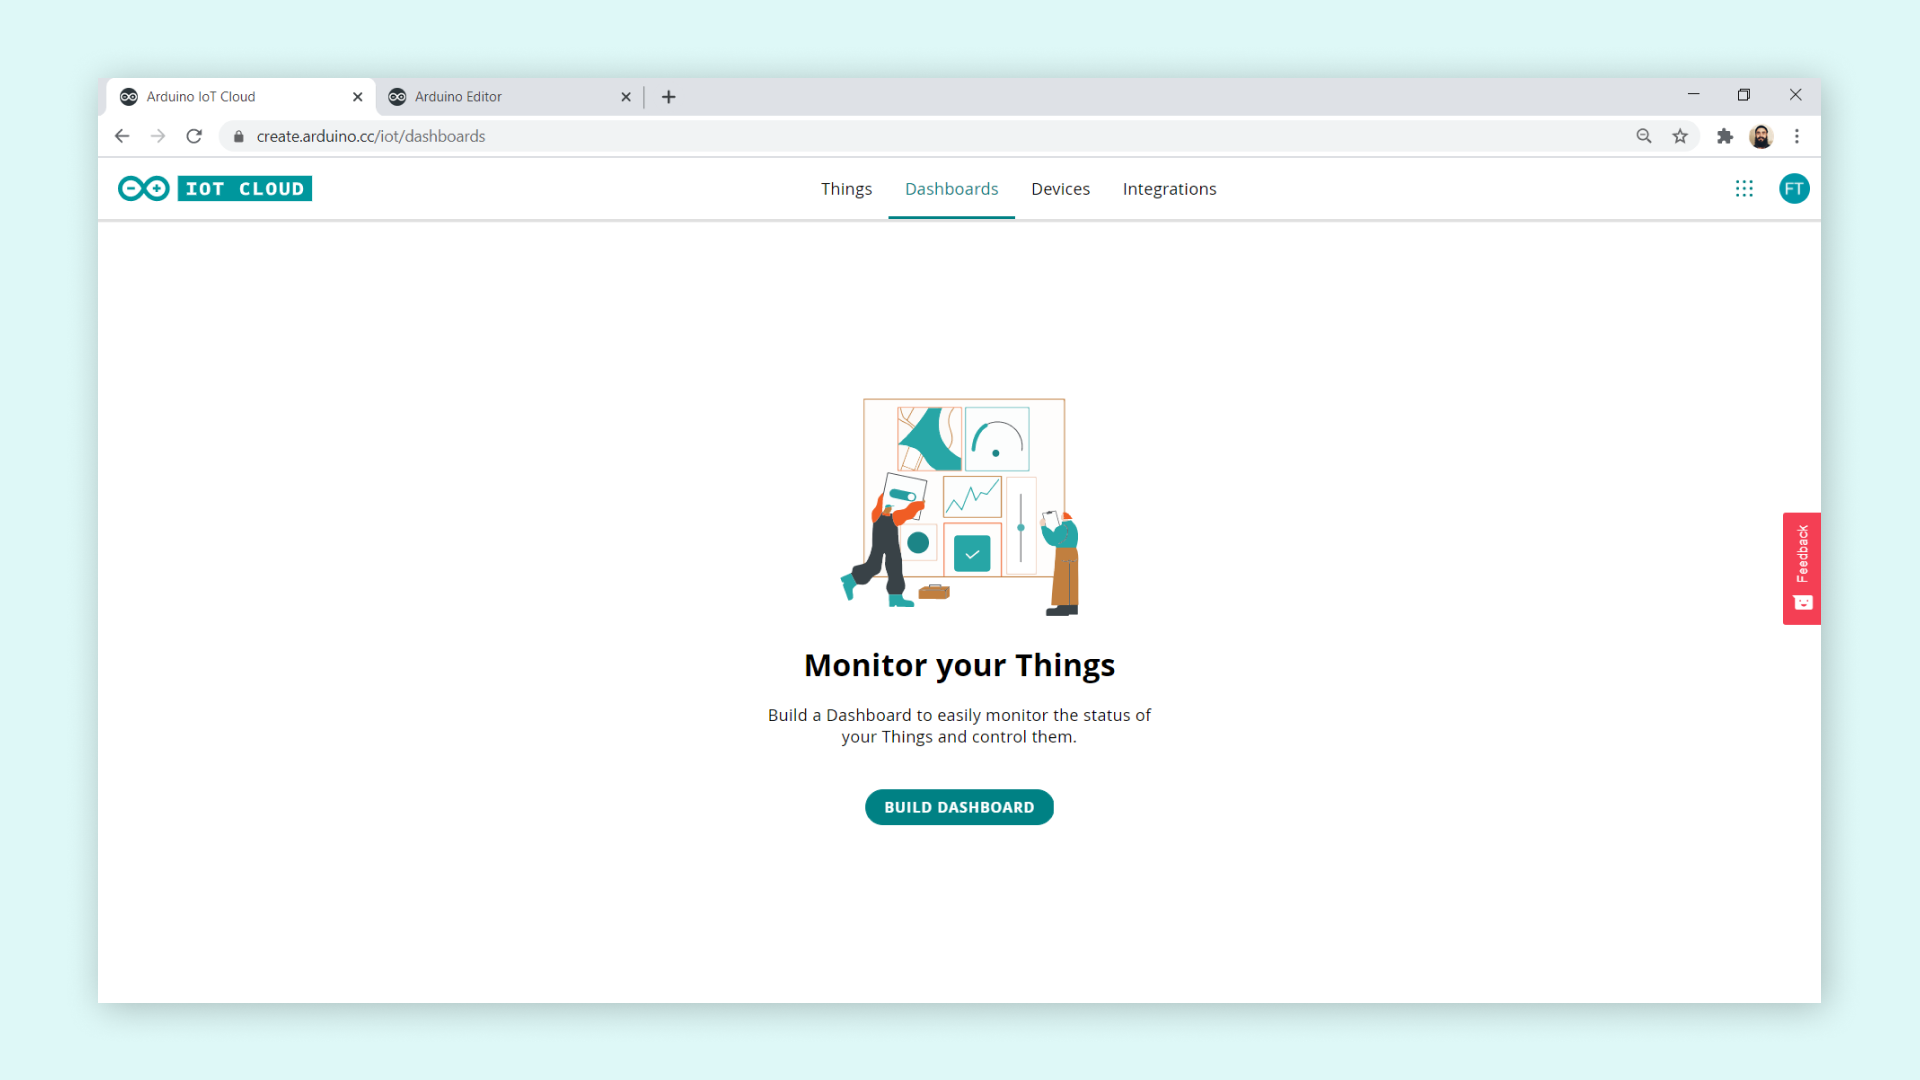 Arduino IoT Cloud
Arduino Editor
create.arduino.cc/iot/dashboards
IOT CLOUD
Things
Dashboards
Devices
Integrations
FT
Feedback
Monitor your Things
Build a Dashboard to easily monitor the status of
your Things and control them.
BUILD DASHBOARD